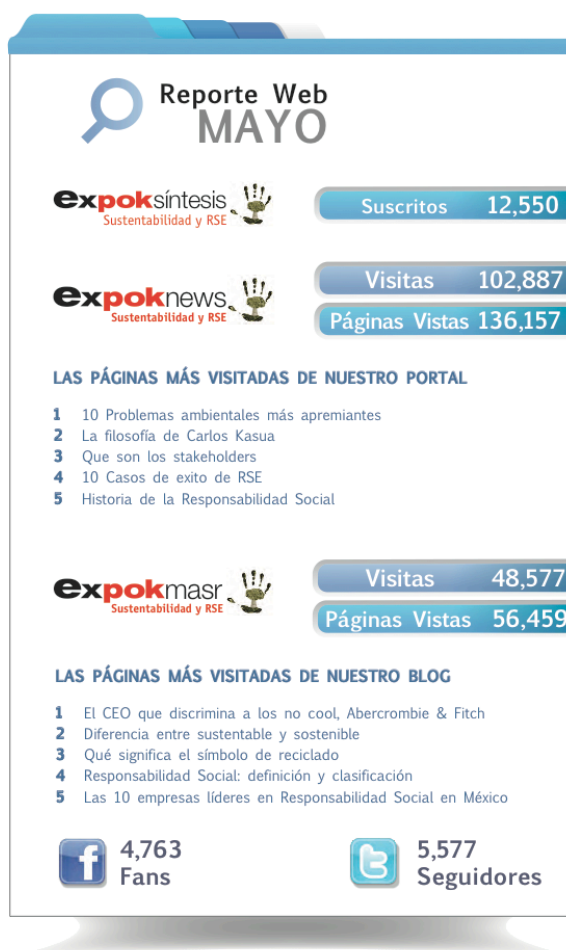 Reporte Web
MAYO
expoksíntesis
Sustentabilidad y RSE
Suscritos 12,550
expoknews
Sustentabilidad y RSE
Visitas 102,887
Páginas Vistas 136,157
LAS PÁGINAS MÁS VISITADAS DE NUESTRO PORTAL
1 10 Problemas ambientales más apremiantes
2 La filosofía de Carlos Kasua
3 Que son los stakeholders
4 10 Casos de exito de RSE
5 Historia de la Responsabilidad Social
expokmasr
Sustentabilidad y RSE
Visitas 48,577
Páginas Vistas 56,459
LAS PÁGINAS MÁS VISITADAS DE NUESTRO BLOG
1 El CEO que discrimina a los no cool, Abercrombie & Fitch
2 Diferencia entre sustentable y sostenible
3 Qué significa el símbolo de reciclado
4 Responsabilidad Social: definición y clasificación
5 Las 10 empresas líderes en Responsabilidad Social en México
4,763
Fans
5,577
Seguidores